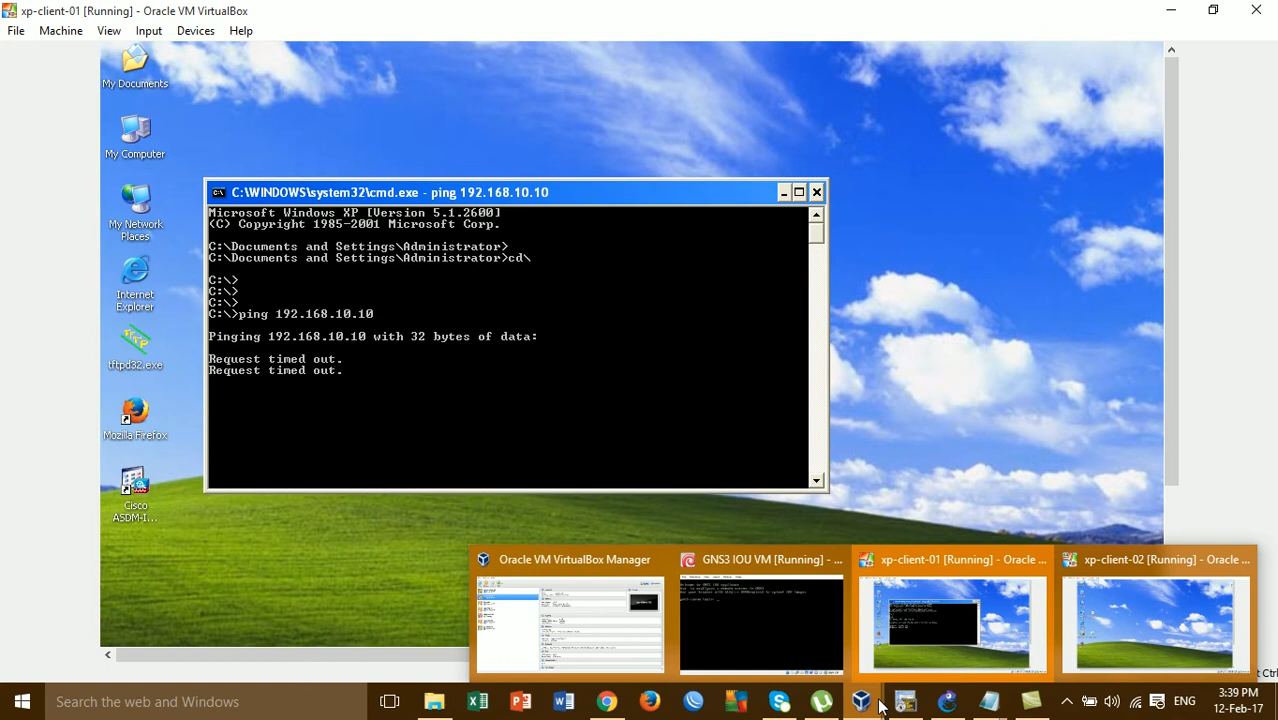 xp-client-01 [Running] - Oracle VM VirtualBox
File Machine View Input Devices Help
My Documents
My Computer
My Network
Places
Internet
Explorer
tftpd32.exe
Mozilla Firefox
Cisco
ASDM-I...
C:\WINDOWS\system32\cmd.exe - ping 192.168.10.10
Microsoft Windows XP [Version 5.1.2600]
(C) Copyright 1985-2001 Microsoft Corp.
C:\Documents and Settings\Administrator>
C:\Documents and Settings\Administrator>cd\
C:\>
C:\>
C:\>
C:\>ping 192.168.10.10
Pinging 192.168.10.10 with 32 bytes of data:
Request timed out.
Request timed out.
Oracle VM VirtualBox Manager
GNS3 IOU VM [Running] - ...
xp-client-01 [Running] - Oracle ...
xp-client-02 [Running] - Oracle ...
Ctrl
Search the web and Windows
ENG
3:39 PM
12-Feb-17